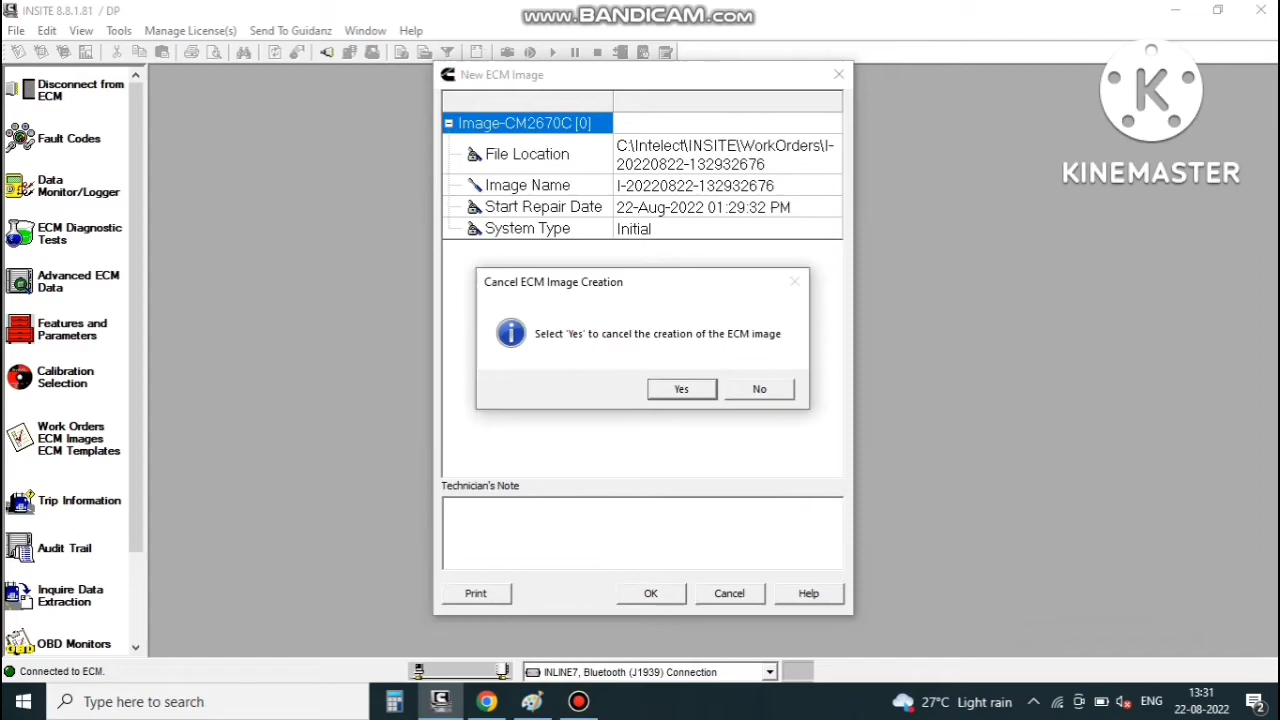 INSITE 8.8.1.81 / DP
www.BANDICAM.com
File Edit View Tools Manage License(s) Send To Guidanz Window Help
New ECM Image
Disconnect from
ECM
Fault Codes
Data
Monitor/Logger
ECM Diagnostic
Tests
Advanced ECM
Data
Features and
Parameters
Calibration
Selection
Work Orders
ECM Images
ECM Templates
Trip Information
Audit Trail
Inquire Data
Extraction
OBD Monitors
Image-CM2670C [0]
File Location C:\Intelect\INSITE\WorkOrders\I-
20220822-132932676
Image Name I-20220822-132932676
Start Repair Date 22-Aug-2022 01:29:32 PM
System Type Initial
Cancel ECM Image Creation
Select 'Yes' to cancel the creation of the ECM image
Yes No
Technician's Note
Print OK Cancel Help
K
KINEMASTER
Connected to ECM.
INLINE7, Bluetooth (J1939) Connection
Type here to search
27°C Light rain
ENG
13:31
22-08-2022
2